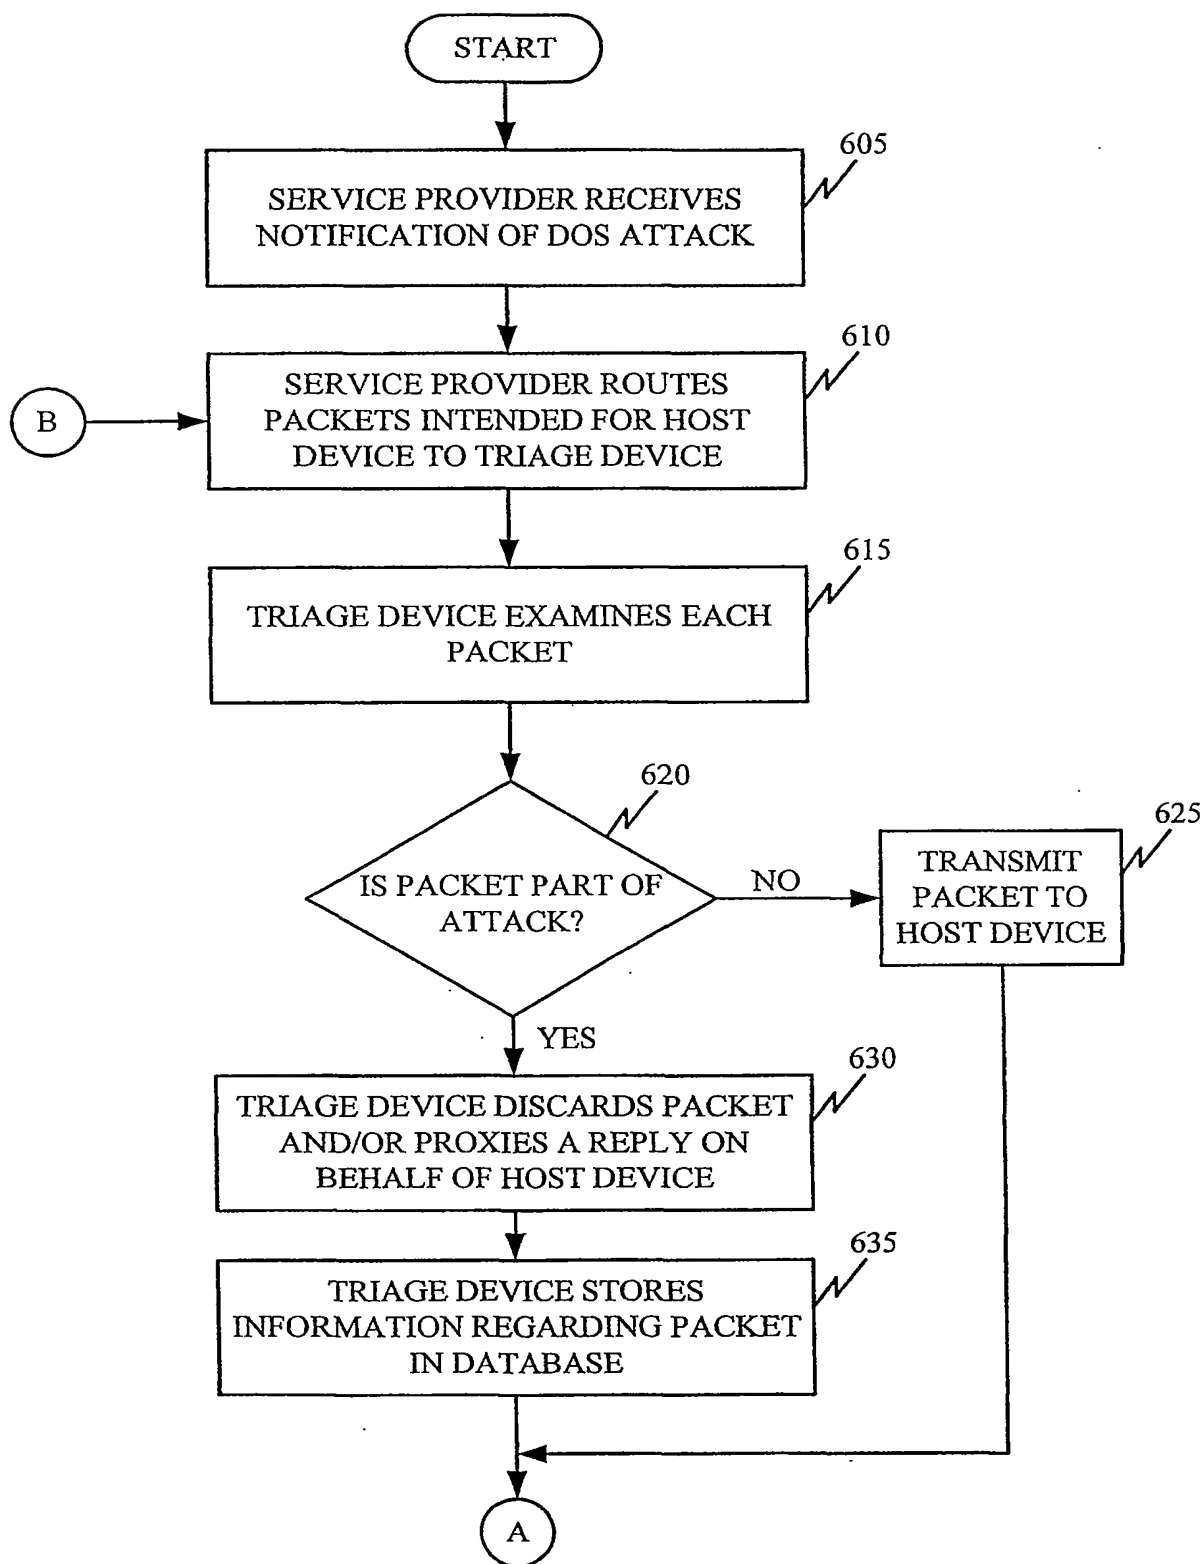 START
605
SERVICE PROVIDER RECEIVES
NOTIFICATION OF DOS ATTACK
610
SERVICE PROVIDER ROUTES
PACKETS INTENDED FOR HOST
DEVICE TO TRIAGE DEVICE
B
615
TRIAGE DEVICE EXAMINES EACH
PACKET
620
IS PACKET PART OF
ATTACK?
NO
625
TRANSMIT
PACKET TO
HOST DEVICE
YES
630
TRIAGE DEVICE DISCARDS PACKET
AND/OR PROXIES A REPLY ON
BEHALF OF HOST DEVICE
635
TRIAGE DEVICE STORES
INFORMATION REGARDING PACKET
IN DATABASE
A